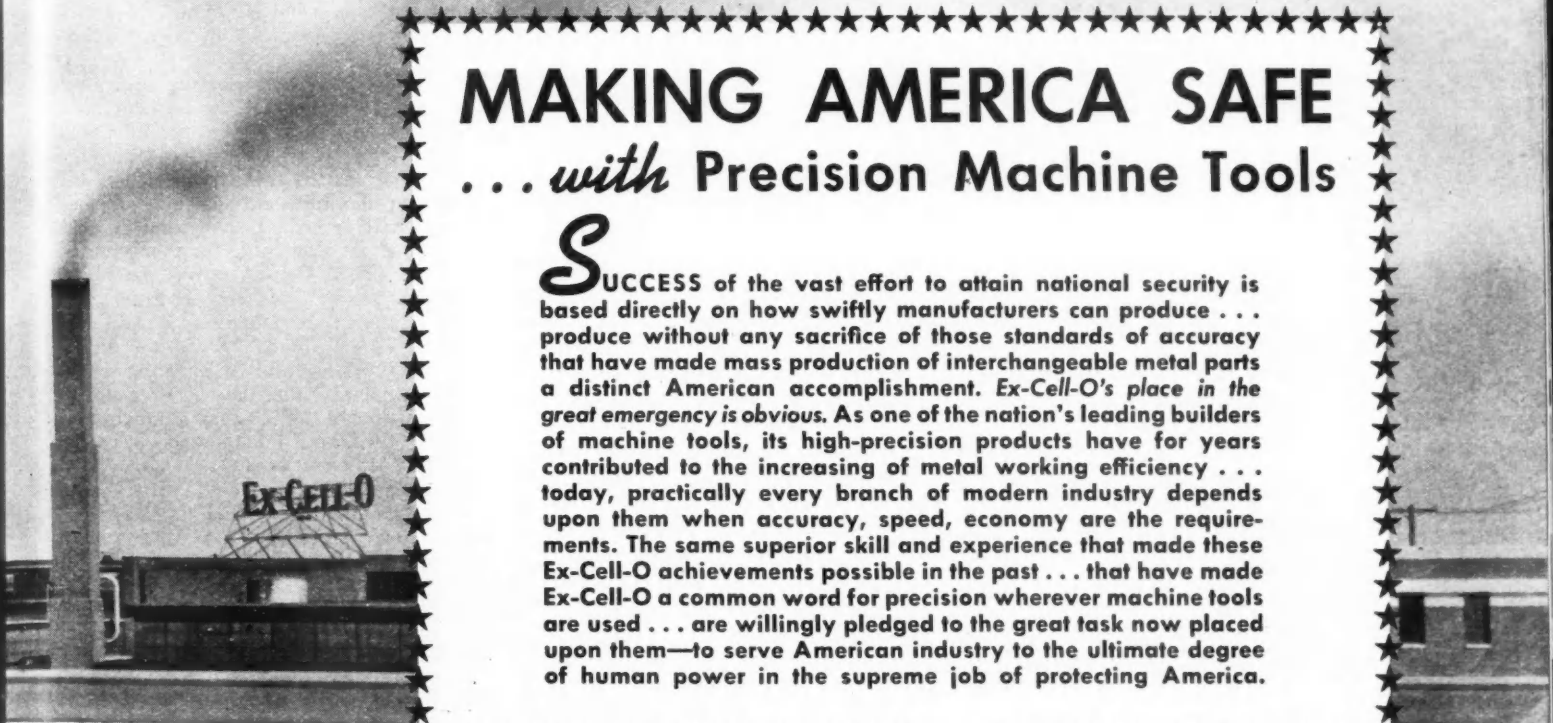 MAKING AMERICA SAFE
...with Precision Machine Tools
SUCCESS of the vast effort to attain national security is
based directly on how swiftly manufacturers can produce . . .
produce without any sacrifice of those standards of accuracy
that have made mass production of interchangeable metal parts
a distinct American accomplishment. Ex-Cell-O's place in the
great emergency is obvious. As one of the nation's leading builders
of machine tools, its high-precision products have for years
contributed to the increasing of metal working efficiency . . .
today, practically every branch of modern industry depends
upon them when accuracy, speed, economy are the require-
ments. The same superior skill and experience that made these
Ex-Cell-O achievements possible in the past . . . that have made
Ex-Cell-O a common word for precision wherever machine tools
are used . . . are willingly pledged to the great task now placed
upon them—to serve American industry to the ultimate degree
of human power in the supreme job of protecting America.
EX-CELL-O